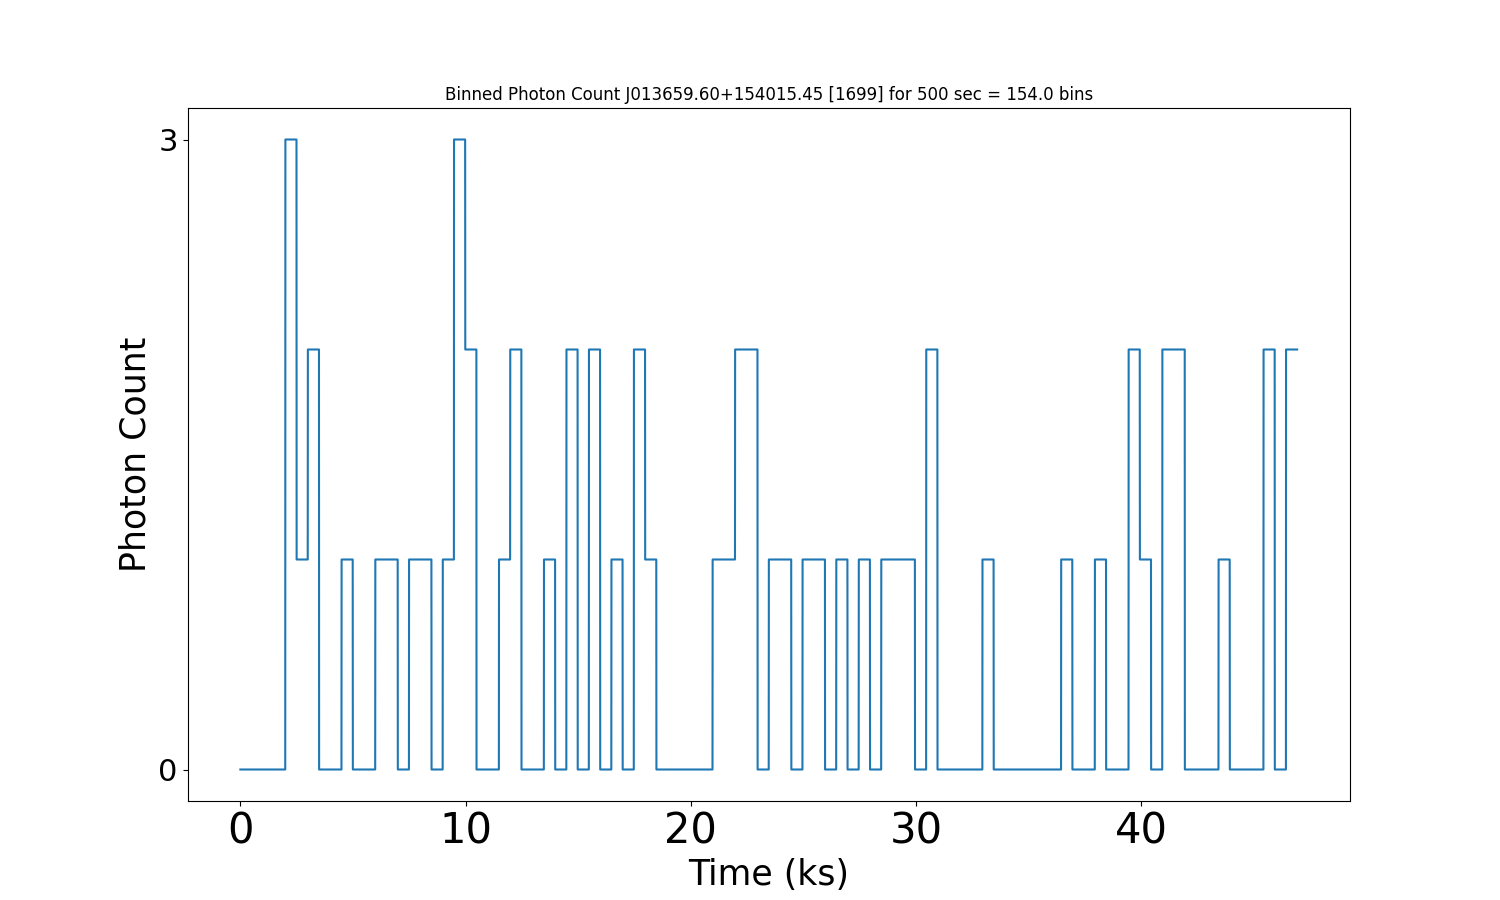 Binned Photon Count J013659.60+154015.45 [1699] for 500 sec = 154.0 bins
3
Photon Count
0
0 10 20 30 40
Time (ks)